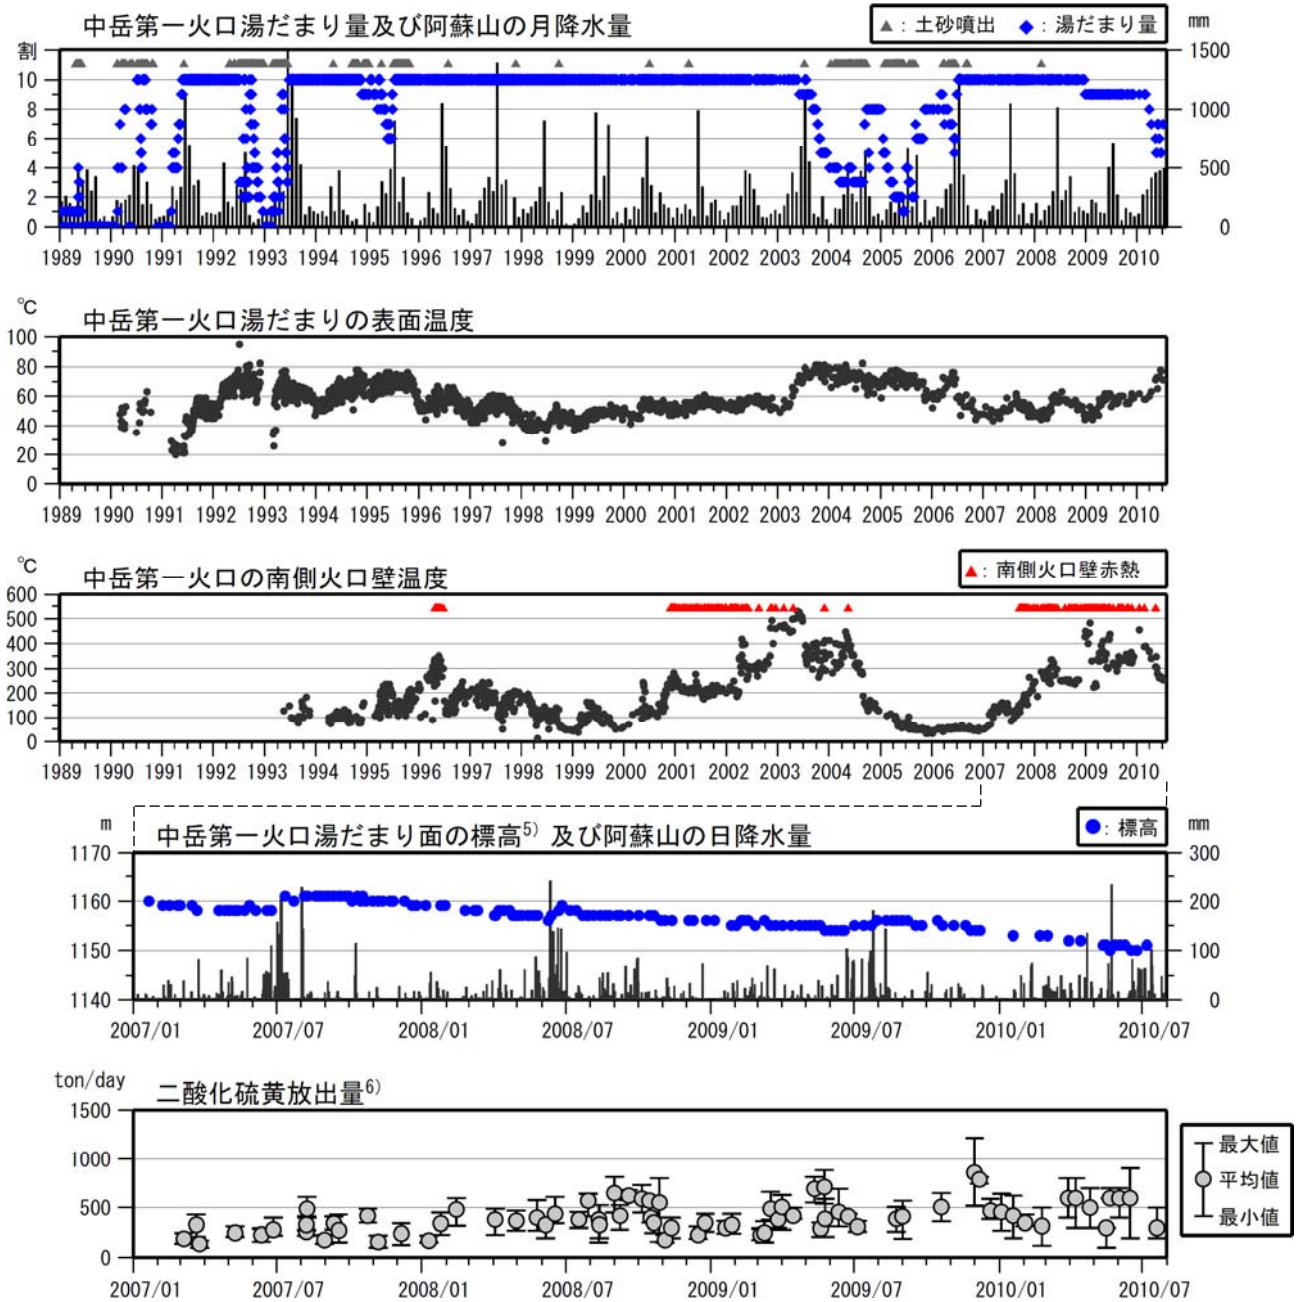 中岳第一火口湯だまり量及び阿蘇山の月降水量
▲：土砂噴出 ◆：湯だまり量
mm
割
10
8
6
4
2
0
1500
1000
500
0
1989 1990 1991 1992 1993 1994 1995 1996 1997 1998 1999 2000 2001 2002 2003 2004 2005 2006 2007 2008 2009 2010
℃
中岳第一火口湯だまりの表面温度
100
80
60
40
20
0
1989 1990 1991 1992 1993 1994 1995 1996 1997 1998 1999 2000 2001 2002 2003 2004 2005 2006 2007 2008 2009 2010
℃
中岳第一火口の南側火口壁温度
▲：南側火口壁赤熱
600
500
400
300
200
100
0
1989 1990 1991 1992 1993 1994 1995 1996 1997 1998 1999 2000 2001 2002 2003 2004 2005 2006 2007 2008 2009 2010
m
中岳第一火口湯だまり面の標高5) 及び阿蘇山の日降水量
●：標高
mm
1170
1160
1150
1140
300
200
100
0
2007/01 2007/07 2008/01 2008/07 2009/01 2009/07 2010/01 2010/07
ton/day
二酸化硫黄放出量6)
1500
1000
500
0
最大値
平均値
最小値
2007/01 2007/07 2008/01 2008/07 2009/01 2009/07 2010/01 2010/07